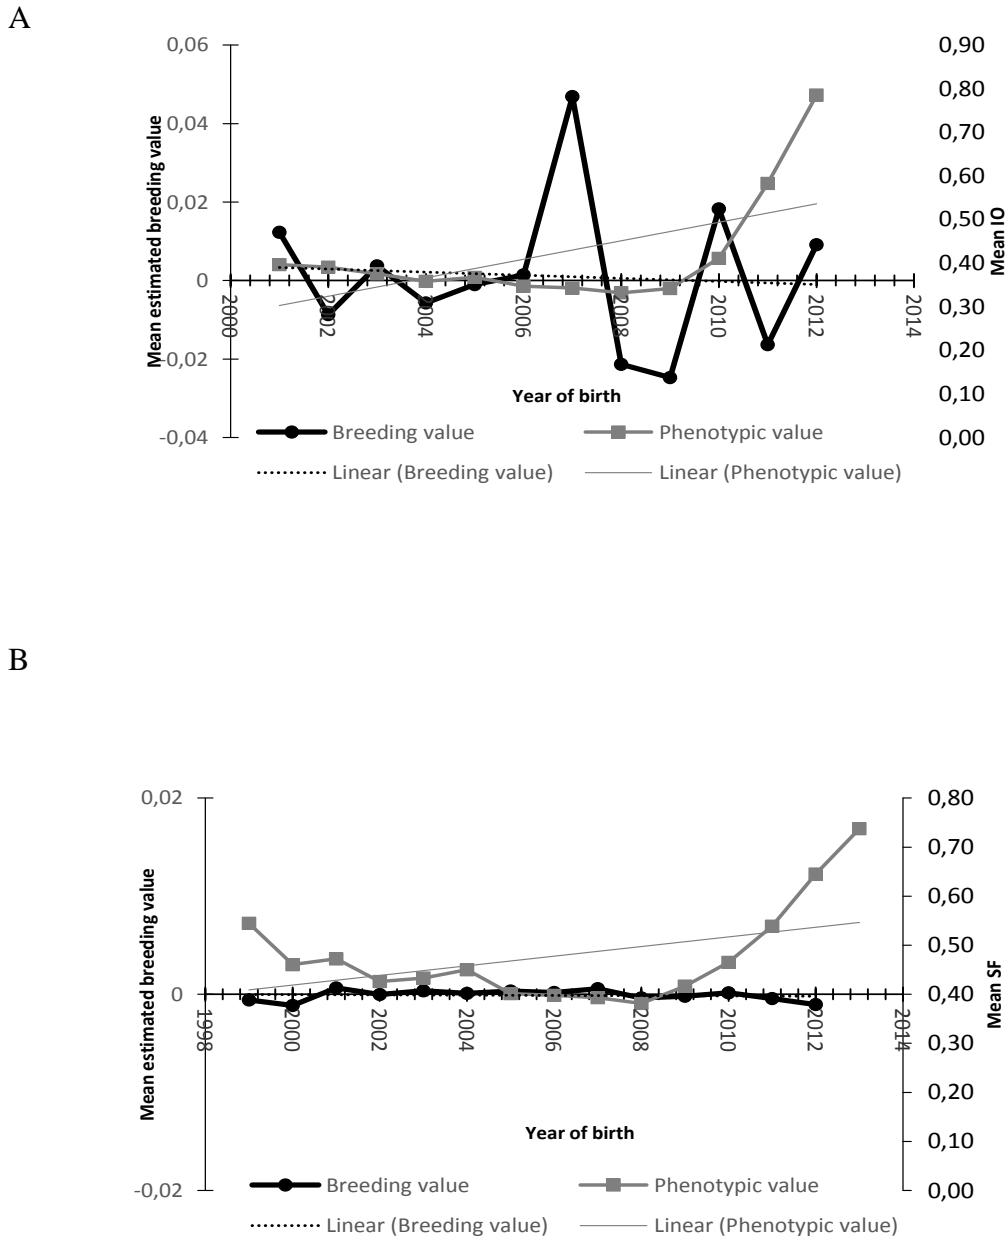 A
0,06
0,04
0,02
0
-0,02
-0,04
Mean estimated breeding value
0,90
0,80
0,70
0,60
0,50
0,40
0,30
0,20
0,10
0,00
Mean IO
2000
2002
2004
2006
2008
2010
2012
2014
Year of birth
Breeding value
Phenotypic value
Linear (Breeding value)
Linear (Phenotypic value)
B
0,02
0
-0,02
Mean estimated breeding value
0,80
0,70
0,60
0,50
0,40
0,30
0,20
0,10
0,00
Mean SF
1998
2000
2002
2004
2006
2008
2010
2012
2014
Year of birth
Breeding value
Phenotypic value
Linear (Breeding value)
Linear (Phenotypic value)